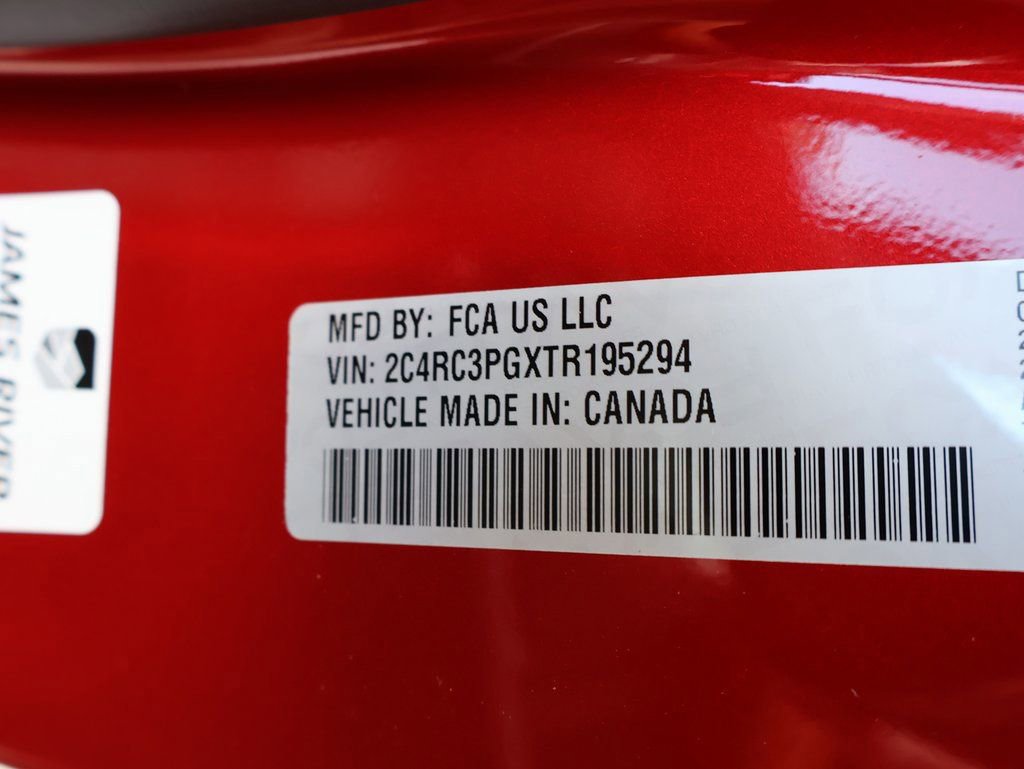 JAMES RIVER
MFD BY: FCA US LLC
VIN: 2C4RC3PGXTR195294
VEHICLE MADE IN: CANADA